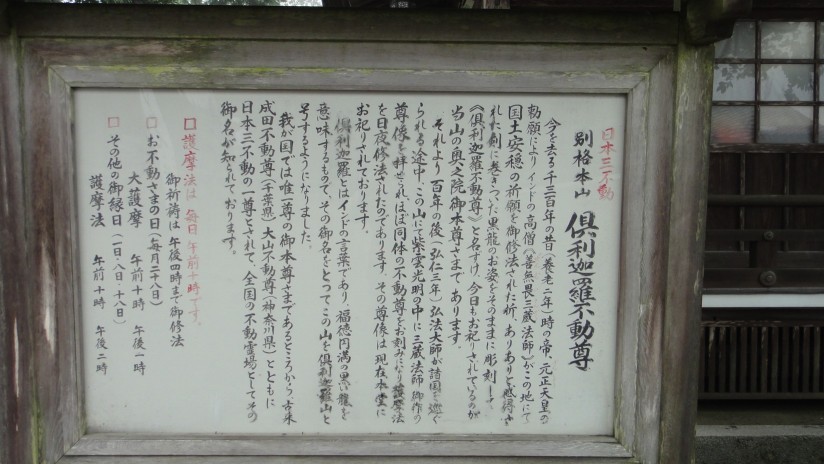 日本三不動
別格本山 倶利迦羅不動尊
今を去る千三百年の昔(養老二年)時の帝、元正天皇の
勅願によりインドの高僧(善無畏三蔵法師)がこの地にて
国土安穏の祈願を御修法された折、ありありと感得さ
れた剣に巻きついた黒龍のお姿をそのままに彫刻し
《倶利迦羅不動尊》と名ずけ、今日もお祀りされているのが
当山の奥之院御本尊さまであります。
それより一百年の後(弘仁三年)弘法大師が諸国を巡ぐ
られる途中、この山にて紫雲光明の中に三蔵法師御作の
尊像を拝せられ、ほぼ同体の不動尊をお刻みになり護摩法
を日夜修法されたのであります。その尊像は現在本堂に
お祀りされております。
倶利迦羅とはインドの言葉であり、福徳円満の黒い龍を
意味するもので、その御名をとってこの山を倶利迦羅山と
号するようになりました。
我が国では唯一尊の御本尊さまであるところから古来
成田不動尊(千葉県)大山不動尊(神奈川県)とともに
日本三不動の一尊とされて、全国の不動霊場としてその
御名が知られております。
□ 護摩法は 毎日 午前十時です。
御祈祷は 午後四時まで御修法
□ お不動さまの日(毎月二十八日)
大護摩 午前十時 午後一時
□ その他の御縁日(一日・八日・十八日)
護摩法 午前十時 午後二時